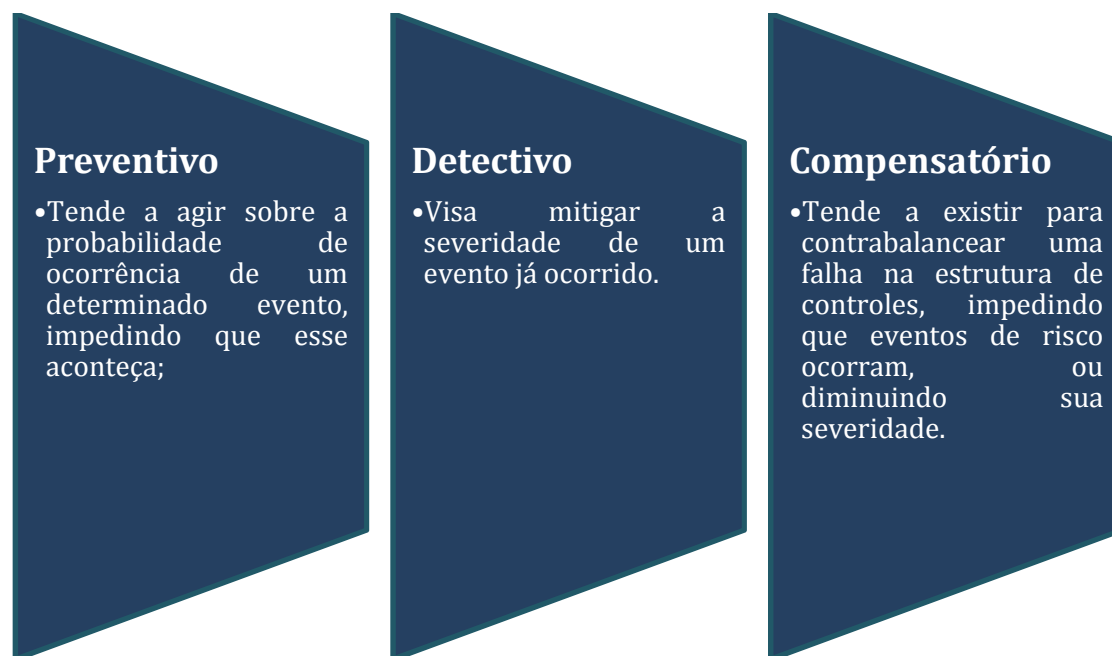 Preventivo
•Tende a agir sobre a
probabilidade de
ocorrência de um
determinado evento,
impedindo que esse
aconteça;
Detectivo
•Visa mitigar a
severidade de um
evento já ocorrido.
Compensatório
•Tende a existir para
contrabalancear uma
falha na estrutura de
controles, impedindo
que eventos de risco
ocorram, ou
diminuindo sua
severidade.